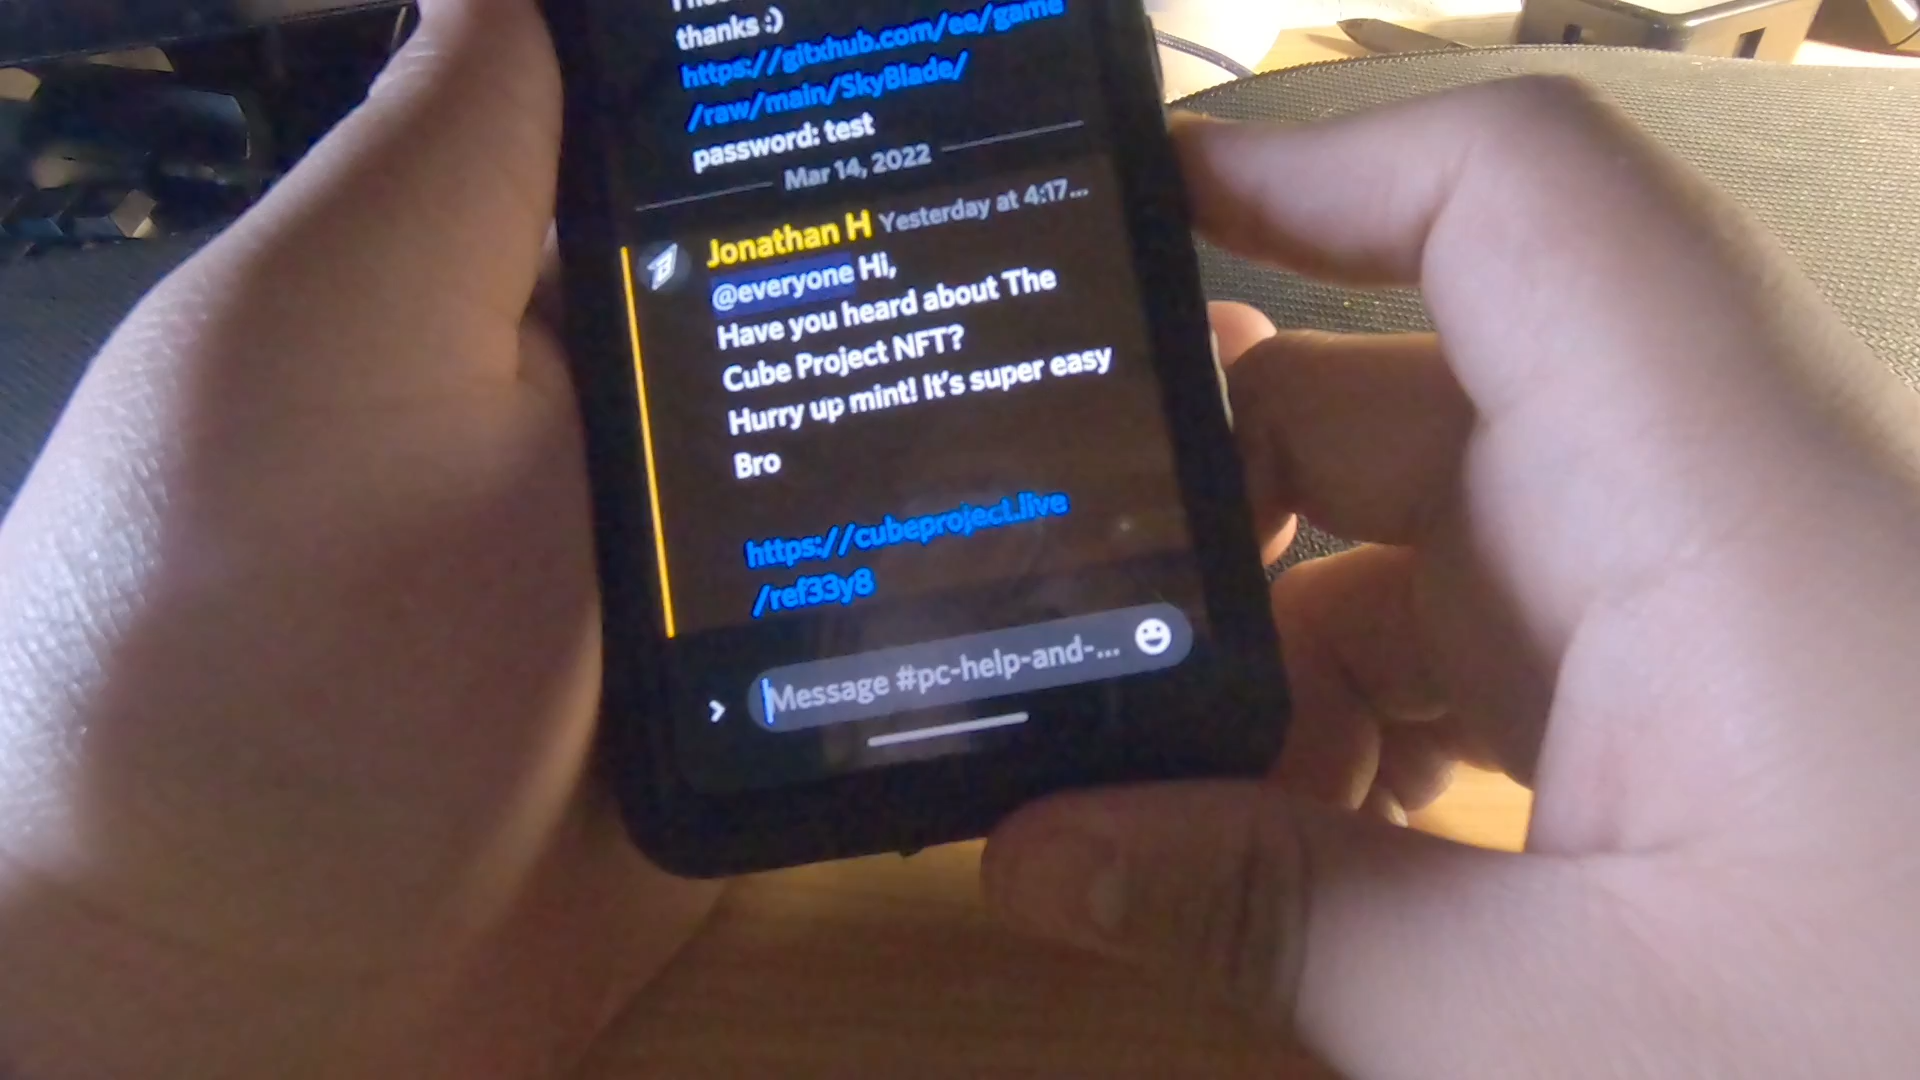 thanks :)
https://gitxhub.com/ee/game
/raw/main/SkyBlade/
password: test
Mar 14, 2022
Jonathan H Yesterday at 4:17...
@everyone Hi,
Have you heard about The
Cube Project NFT?
Hurry up mint! It's super easy
Bro
https://cubeproject.live
/ref33y8
Message #pc-help-and-...